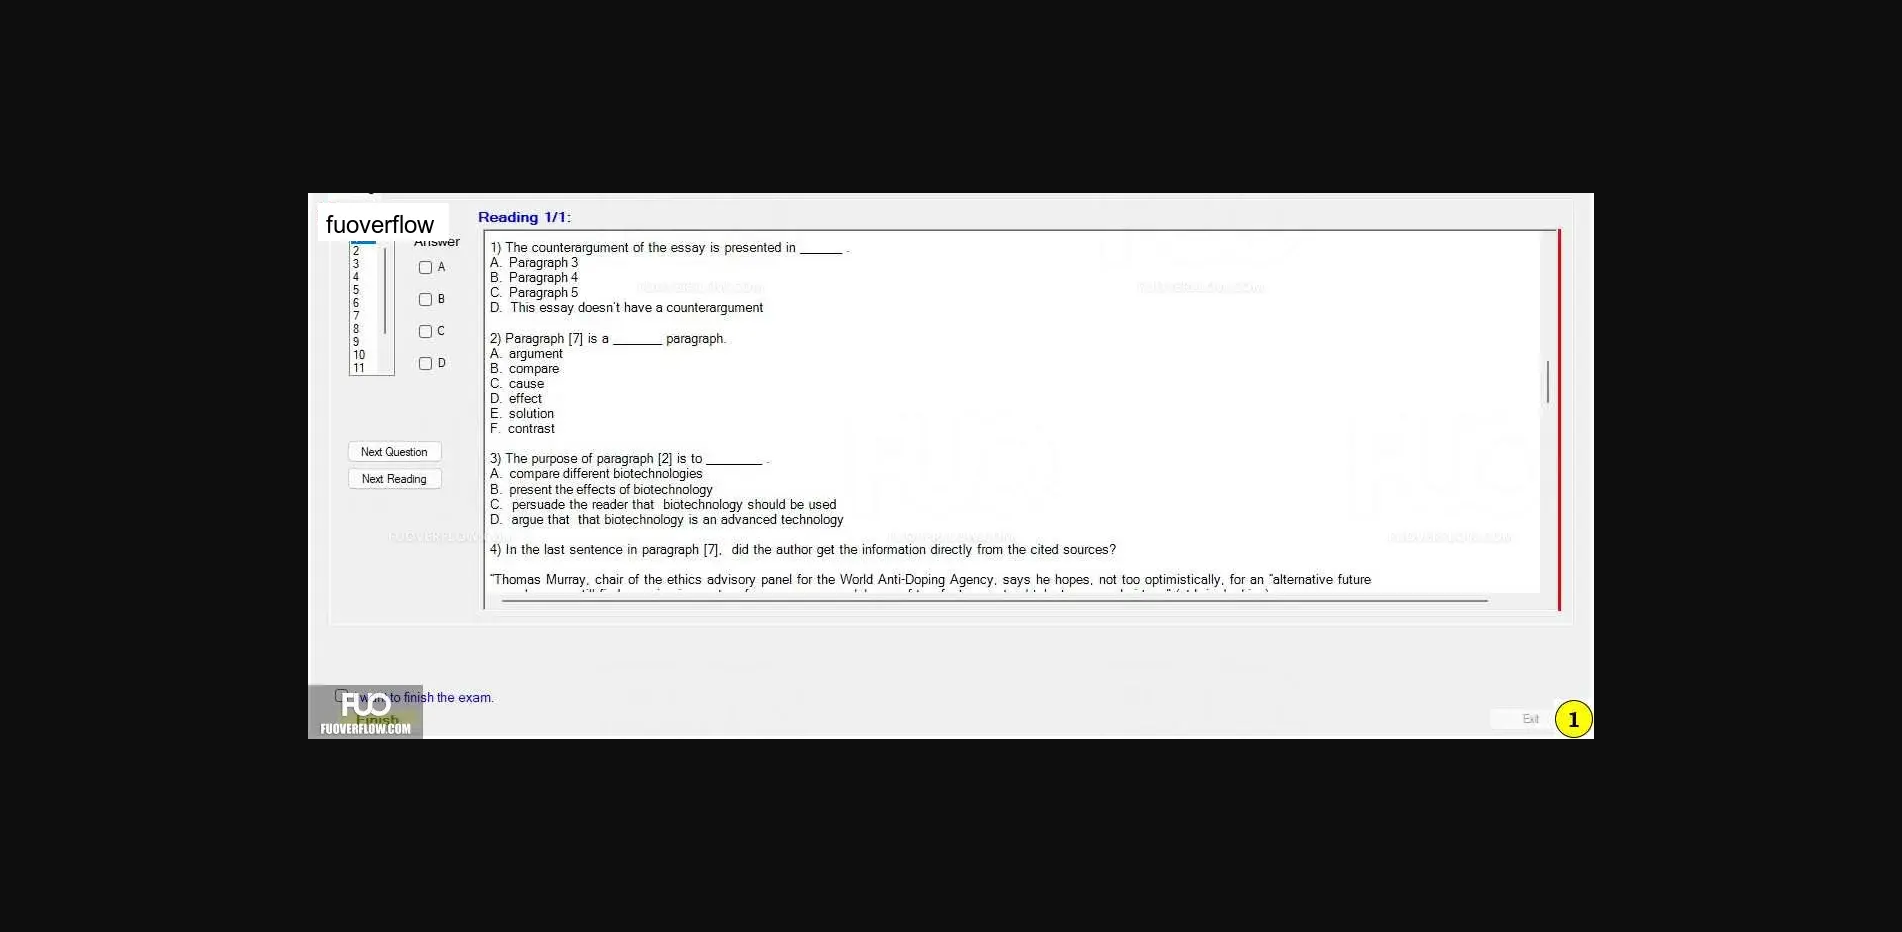 fuoverflow
Reading 1/1:
Answer
2
3
4
5
6
7
8
9
10
11
A
B
C
D
Next Question
Next Reading
1) The counterargument of the essay is presented in ______ .
A. Paragraph 3
B. Paragraph 4
C. Paragraph 5
D. This essay doesn't have a counterargument
2) Paragraph [7] is a _______ paragraph.
A. argument
B. compare
C. cause
D. effect
E. solution
F. contrast
3) The purpose of paragraph [2] is to ________ .
A. compare different biotechnologies
B. present the effects of biotechnology
C. persuade the reader that biotechnology should be used
D. argue that that biotechnology is an advanced technology
4) In the last sentence in paragraph [7], did the author get the information directly from the cited sources?
"Thomas Murray, chair of the ethics advisory panel for the World Anti-Doping Agency, says he hopes, not too optimistically, for an "alternative future
I want to finish the exam.
Finish
FUO
FUOVERFLOW.COM
Exit
1